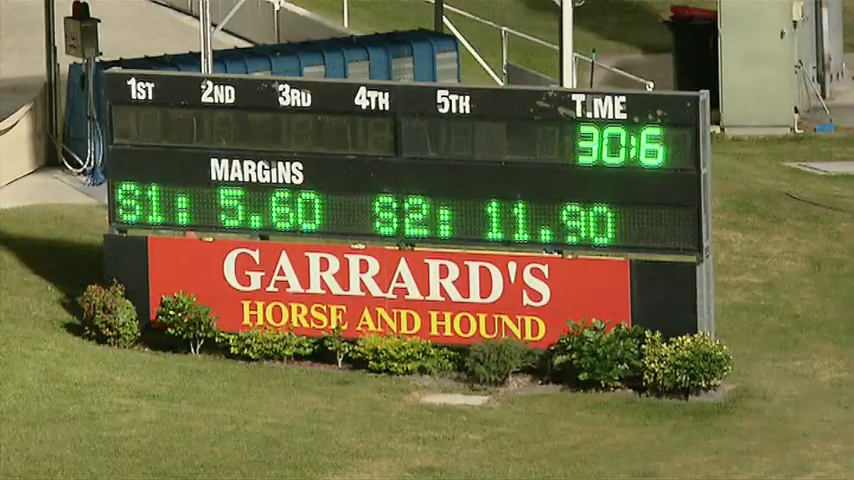 1ST 2ND 3RD 4TH 5TH TIME
30:6
MARGINS
S1: 5.60 S2: 11.90
GARRARD'S
HORSE AND HOUND